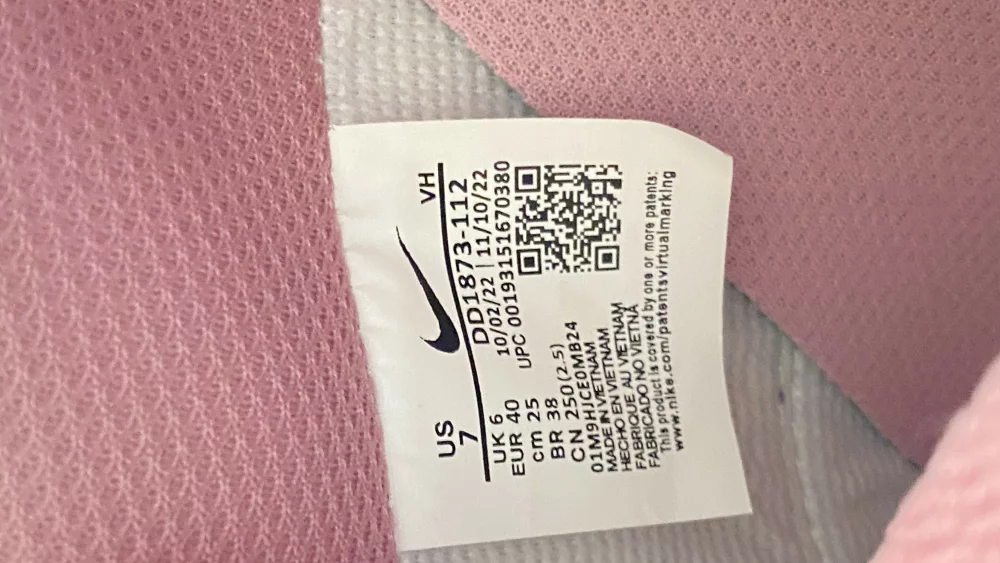 US
7
VH
DD1873-112
UK 6
10/02/22 | 11/10/22
EUR 40
UPC 00193151670380
cm 25
BR 38
CN 250 (2.5)
01M9HJCE0MB24
MADE IN VIETNAM
HECHO EN VIETNAM
FABRIQUE AU VIETNAM
FABRICADO NO VIETNÃ
This product is covered by one or more patents:
www.nike.com/patentsvirtualmarking